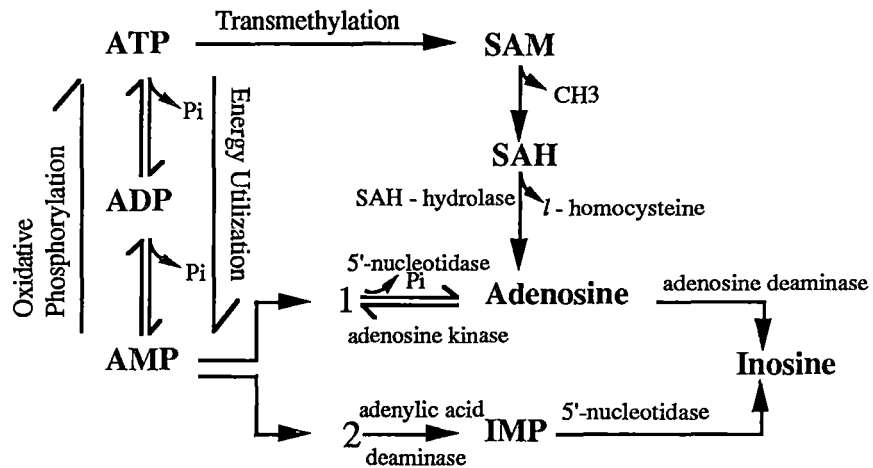 Transmethylation
ATP
SAM
Pi
CH3
Oxidative
Phosphorylation
Energy Utilization
SAH
ADP
SAH - hydrolase
l - homocysteine
Pi
5'-nucleotidase
Pi
1
Adenosine
adenosine deaminase
adenosine kinase
AMP
Inosine
adenylic acid
5'-nucleotidase
2
IMP
deaminase